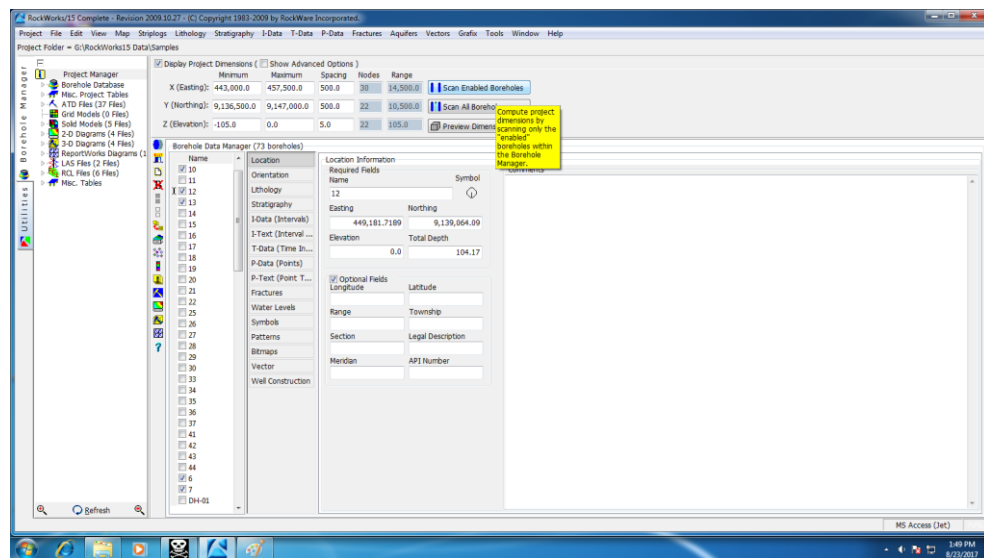 RockWorks/15 Complete - Revision 2009.10.27 - (C) Copyright 1983-2009 by RockWare Incorporated.
Project File Edit View Map Striplogs Lithology Stratigraphy I-Data T-Data P-Data Fractures Aquifers Vectors Grafix Tools Window Help
Project Folder = G:\RockWorks15 Data\Samples
Borehole Manager
Utilities
Project Manager
Borehole Database
Misc. Project Tables
ATD Files (37 Files)
Grid Models (0 Files)
Solid Models (5 Files)
2-D Diagrams (4 Files)
3-D Diagrams (4 Files)
ReportWorks Diagrams (1
LAS Files (2 Files)
RCL Files (6 Files)
Misc. Tables
Refresh
Display Project Dimensions ( Show Advanced Options )
Minimum Maximum Spacing Nodes Range
X (Easting): 443,000.0 457,500.0 500.0 30 14,500.0 Scan Enabled Boreholes
Y (Northing): 9,136,500 9,147,000 500.0 22 10,500.0 Scan All Boreho
Z (Elevation): -105.0 0.0 5.0 22 105.0 Preview Dimens
Compute project
dimensions by
scanning only the
"enabled"
boreholes within
the Borehole
Manager.
Borehole Data Manager (73 boreholes)
Name
10
11
12
13
14
15
16
17
18
19
20
21
22
25
26
27
28
29
30
33
34
35
36
37
41
42
43
44
6
7
DH-01
Location
Orientation
Lithology
Stratigraphy
I-Data (Intervals)
I-Text (Interval ...
T-Data (Time In...
P-Data (Points)
P-Text (Point T...
Fractures
Water Levels
Symbols
Patterns
Bitmaps
Vector
Well Construction
Location Information
Required Fields
Name Symbol
12
Easting Northing
449,181.7189 9,139,064.09
Elevation Total Depth
0.0 104.17
Optional Fields
Longitude Latitude
Range Township
Section Legal Description
Meridian API Number
Comments
MS Access (Jet)
1:49 PM
8/23/2017